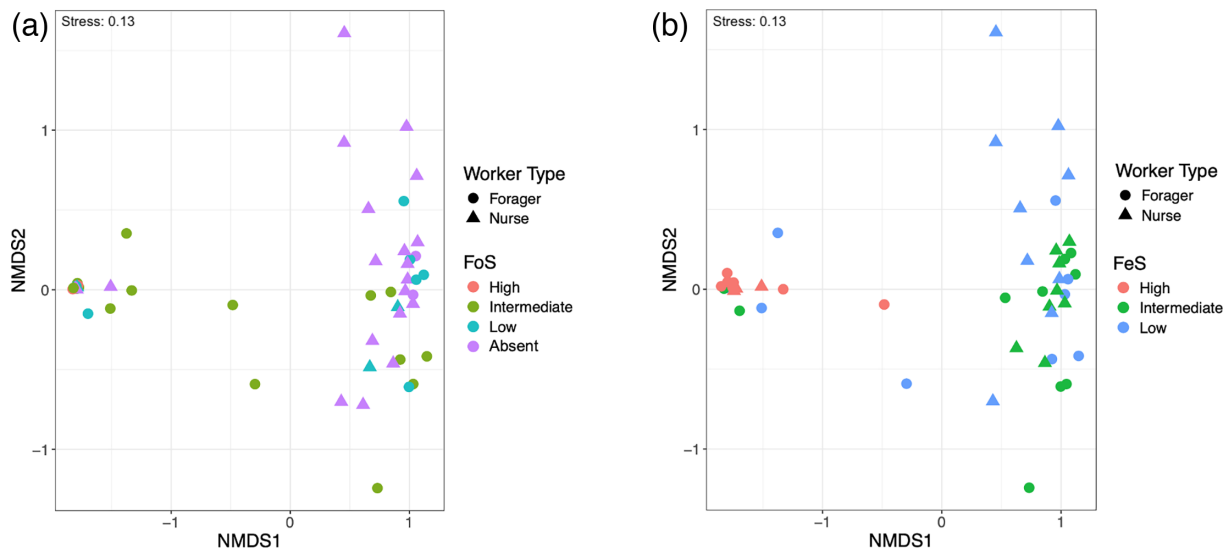 (a)
Stress: 0.13
NMDS2
1
0
−1
−1
0
1
NMDS1
Worker Type
Forager
Nurse
FoS
High
Intermediate
Low
Absent
(b)
Stress: 0.13
NMDS2
1
0
−1
−1
0
1
NMDS1
Worker Type
Forager
Nurse
FeS
High
Intermediate
Low